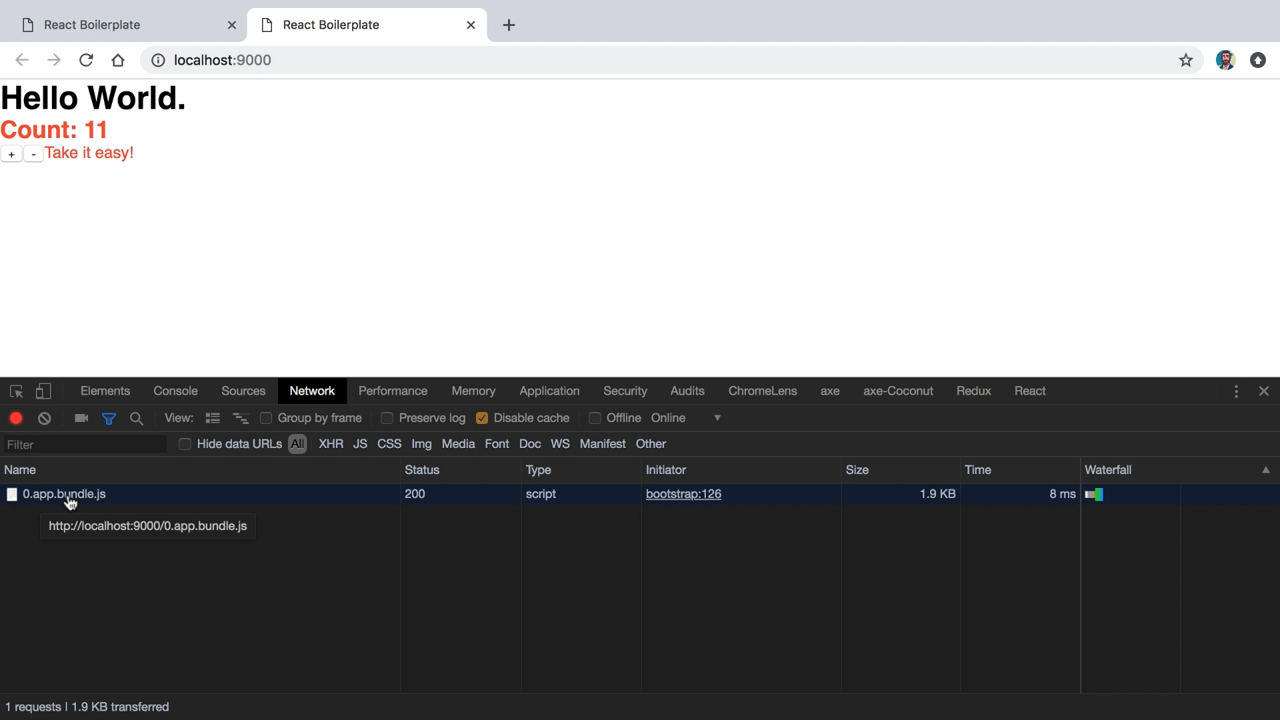 React Boilerplate
React Boilerplate
localhost:9000
Hello World.
Count: 11
+ - Take it easy!
Elements Console Sources Network Performance Memory Application Security Audits ChromeLens axe axe-Coconut Redux React
View: Group by frame Preserve log Disable cache Offline Online
Filter Hide data URLs All XHR JS CSS Img Media Font Doc WS Manifest Other
Name Status Type Initiator Size Time Waterfall
0.app.bundle.js 200 script bootstrap:126 1.9 KB 8 ms
http://localhost:9000/0.app.bundle.js
1 requests | 1.9 KB transferred